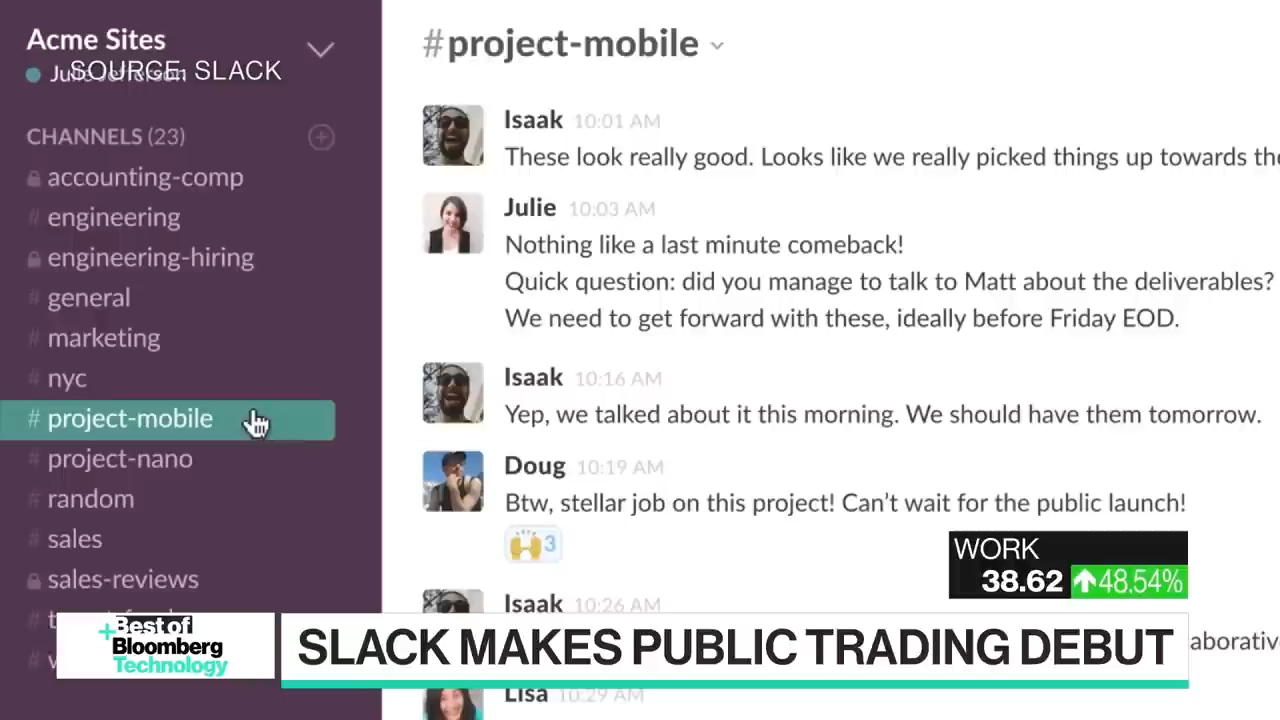 Acme Sites
SOURCE: SLACK
CHANNELS (23)
accounting-comp
# engineering
engineering-hiring
# general
# marketing
# nyc
# project-mobile
# project-nano
# random
# sales
sales-reviews
#project-mobile
Isaak 10:01 AM
These look really good. Looks like we really picked things up towards the
Julie 10:03 AM
Nothing like a last minute comeback!
Quick question: did you manage to talk to Matt about the deliverables?
We need to get forward with these, ideally before Friday EOD.
Isaak 10:16 AM
Yep, we talked about it this morning. We should have them tomorrow.
Doug 10:19 AM
Btw, stellar job on this project! Can’t wait for the public launch!
3
Isaak 10:26 AM
Lisa 10:29 AM
WORK
38.62 48.54%
+Best of
Bloomberg
Technology
SLACK MAKES PUBLIC TRADING DEBUT